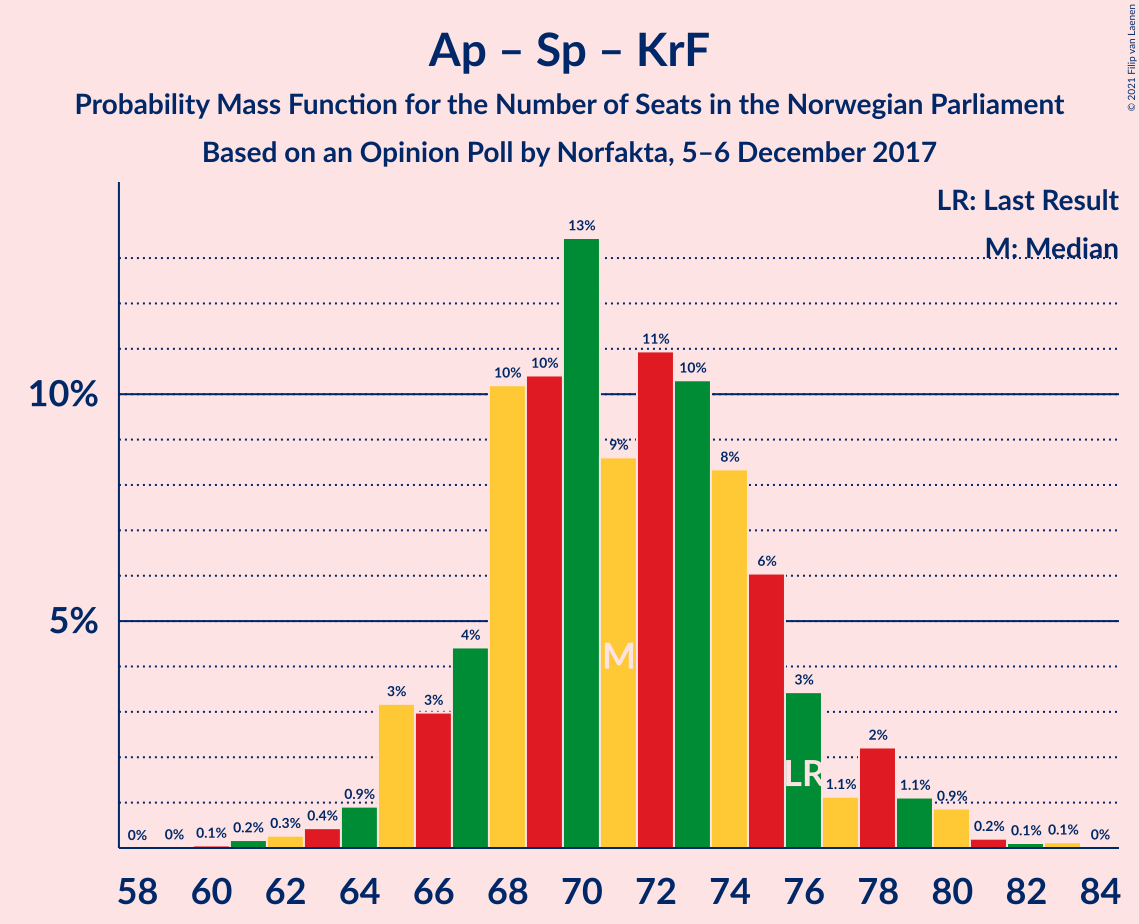 © 2021 Filip van Laenen
Ap – Sp – KrF
Probability Mass Function for the Number of Seats in the Norwegian Parliament
Based on an Opinion Poll by Norfakta, 5–6 December 2017
LR: Last Result
M: Median
10%
5%
0% 0% 0.1% 0.2% 0.3% 0.4% 0.9% 3% 3% 4% 10% 10% 13% 9% 11% 10% 8% 6% 3% 1.1% 2% 1.1% 0.9% 0.2% 0.1% 0.1% 0%
M
LR
58 60 62 64 66 68 70 72 74 76 78 80 82 84